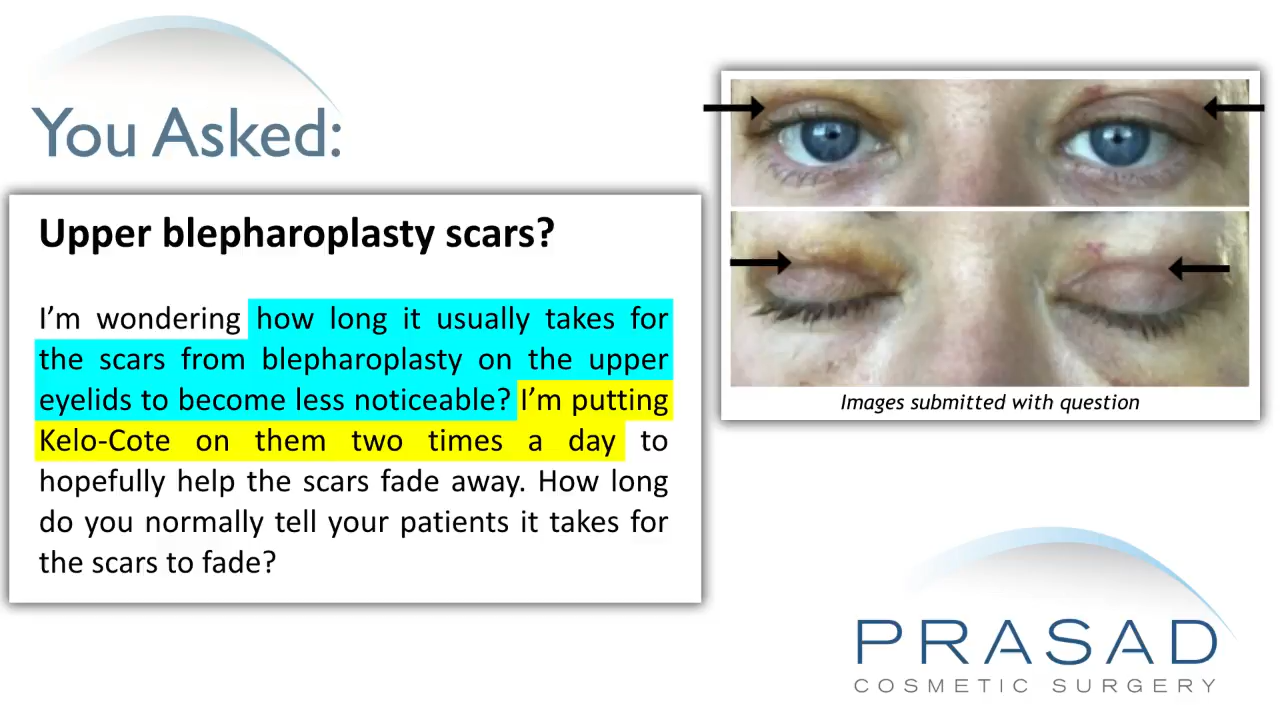 You Asked:
Upper blepharoplasty scars?
I'm wondering how long it usually takes for
the scars from blepharoplasty on the upper
eyelids to become less noticeable? I'm putting
Kelo-Cote on them two times a day to
hopefully help the scars fade away. How long
do you normally tell your patients it takes for
the scars to fade?
Images submitted with question
PRASAD
COSMETIC SURGERY